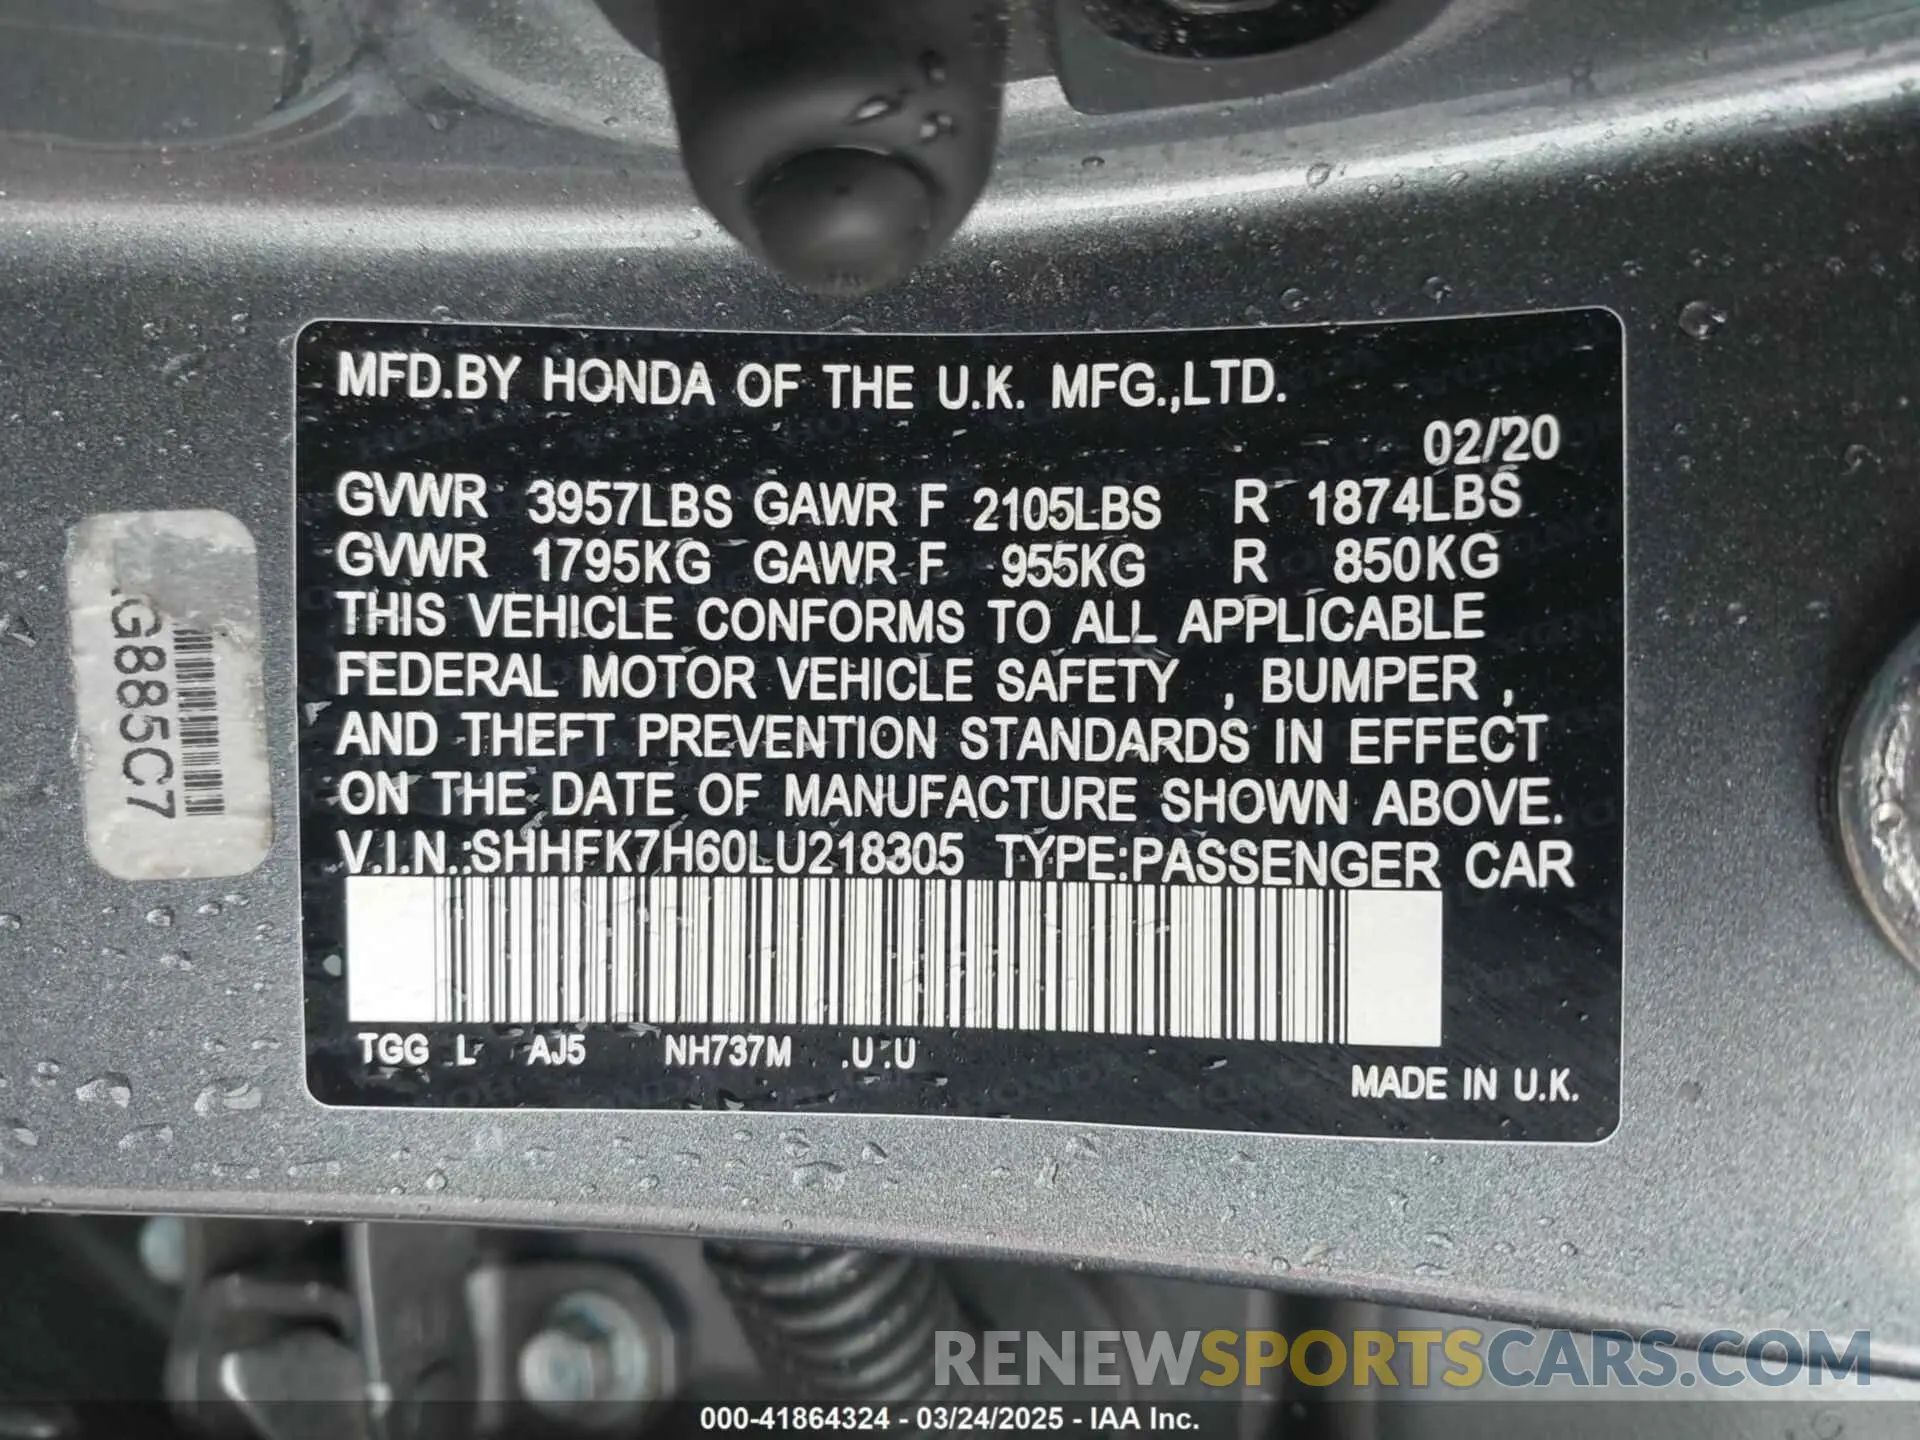 MFD.BY HONDA OF THE U.K. MFG.,LTD.
02/20
GVWR 3957LBS GAWR F 2105LBS R 1874LBS
GVWR 1795KG GAWR F 955KG R 850KG
THIS VEHICLE CONFORMS TO ALL APPLICABLE
FEDERAL MOTOR VEHICLE SAFETY , BUMPER ,
AND THEFT PREVENTION STANDARDS IN EFFECT
ON THE DATE OF MANUFACTURE SHOWN ABOVE.
V.I.N.:SHHFK7H60LU218305 TYPE:PASSENGER CAR
TGG L AJ5 NH737M .U .U
MADE IN U.K.
G885C7
RENEWSPORTSCARS.COM
000-41864324 - 03/24/2025 - IAA Inc.